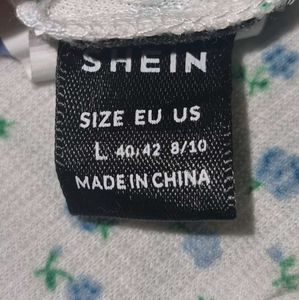 SHEIN
SIZE EU US
L 40/42 8/10
MADE IN CHINA